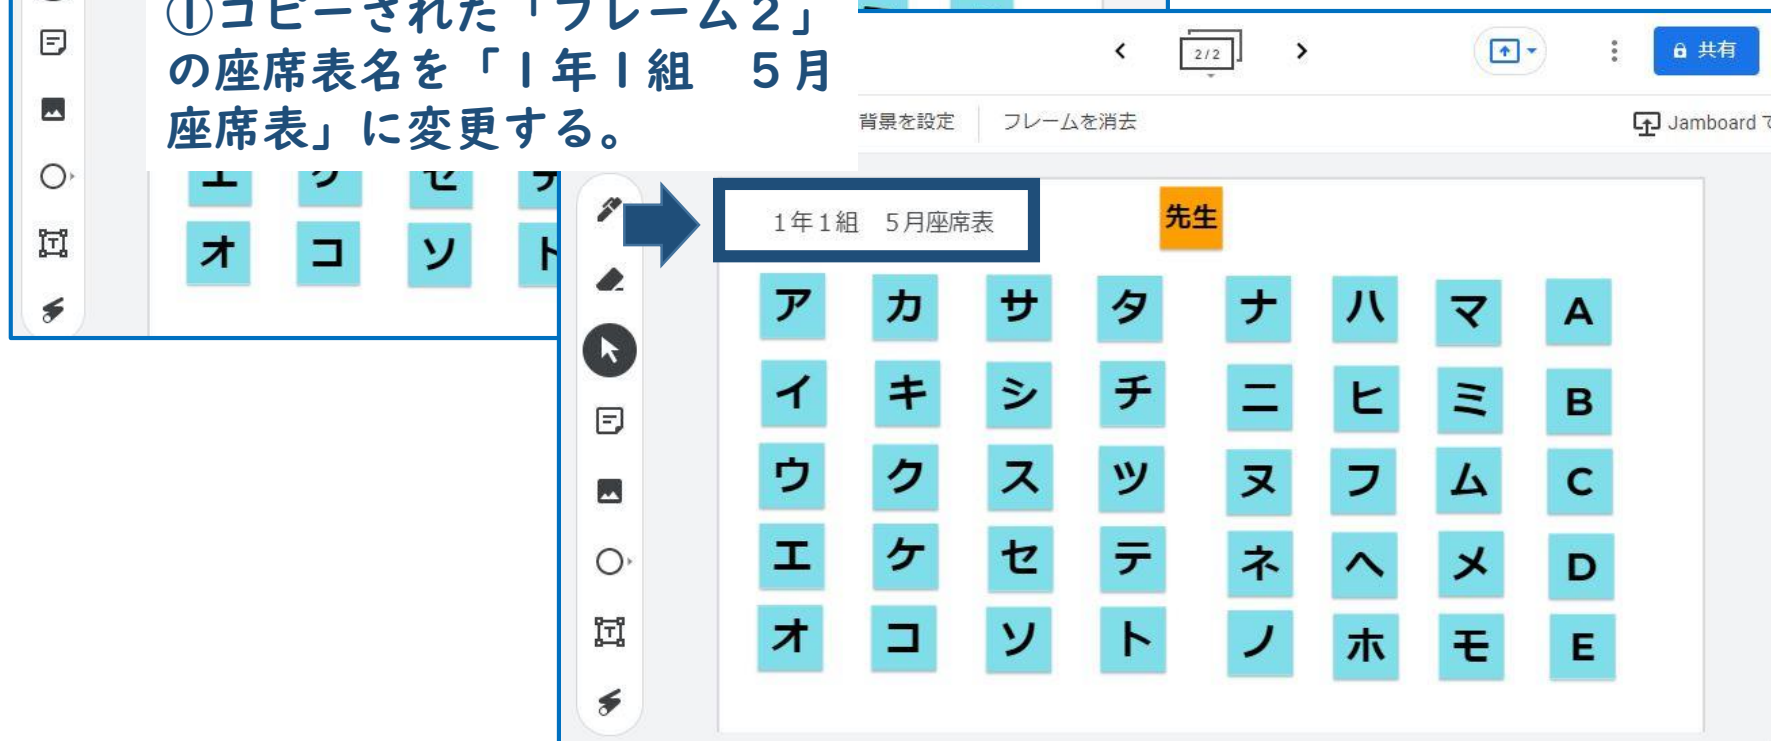 ①コピーされた「フレーム２」
の座席表名を「１年１組　５月
座席表」に変更する。
オ コ ソ ト
2/2
共有
背景を設定 フレームを消去
Jamboard で
１年１組　５月座席表
先生
ア カ サ タ ナ ハ マ A
イ キ シ チ ニ ヒ ミ B
ウ ク ス ツ ヌ フ ム C
エ ケ セ テ ネ ヘ メ D
オ コ ソ ト ノ ホ モ E